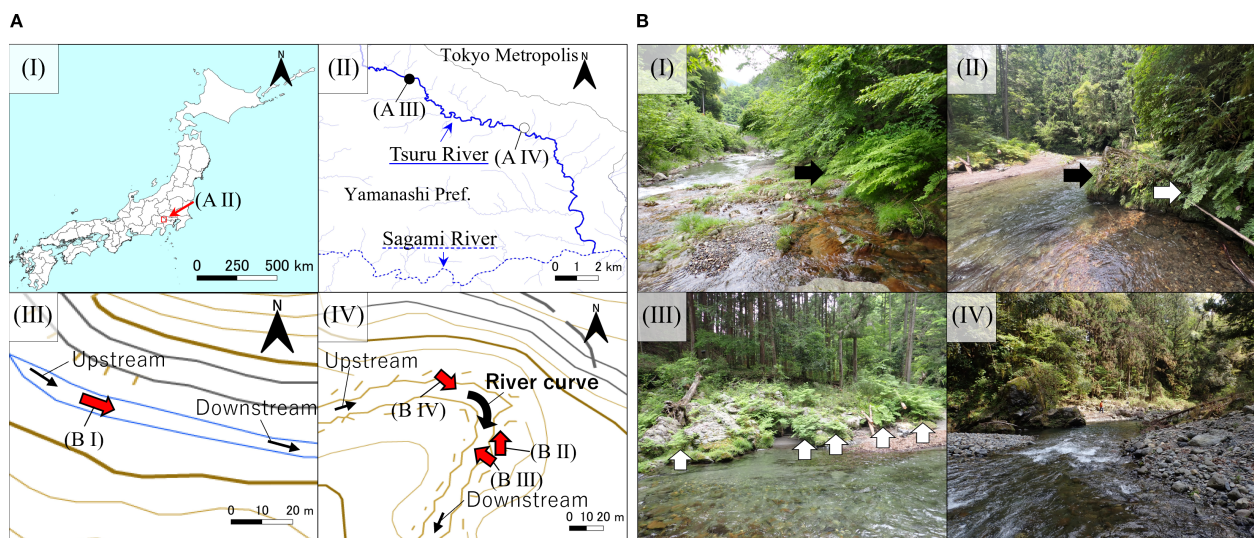 A
B
(I)
N
(A II)
0 250 500 km
(II)
Tokyo Metropolis
N
(A III)
Tsuru River
(A IV)
Yamanashi Pref.
Sagami River
0 1 2 km
(III)
N
Upstream
Downstream
(B I)
0 10 20 m
(IV)
N
Upstream
River curve
(B IV)
(B II)
(B III)
Downstream
0 10 20 m
(I)
(II)
(III)
(IV)